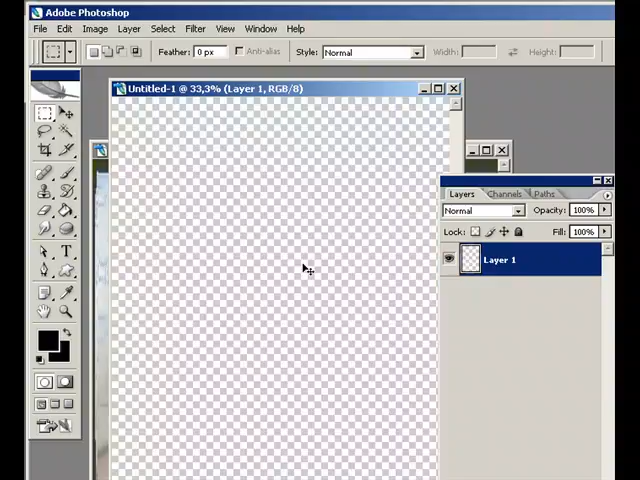 Adobe Photoshop
File Edit Image Layer Select Filter View Window Help
Feather: 0 px Anti-alias Style: Normal Width: Height:
Untitled-1 @ 33,3% (Layer 1, RGB/8)
Layers Channels Paths
Normal Opacity: 100%
Lock: Fill: 100%
Layer 1
T